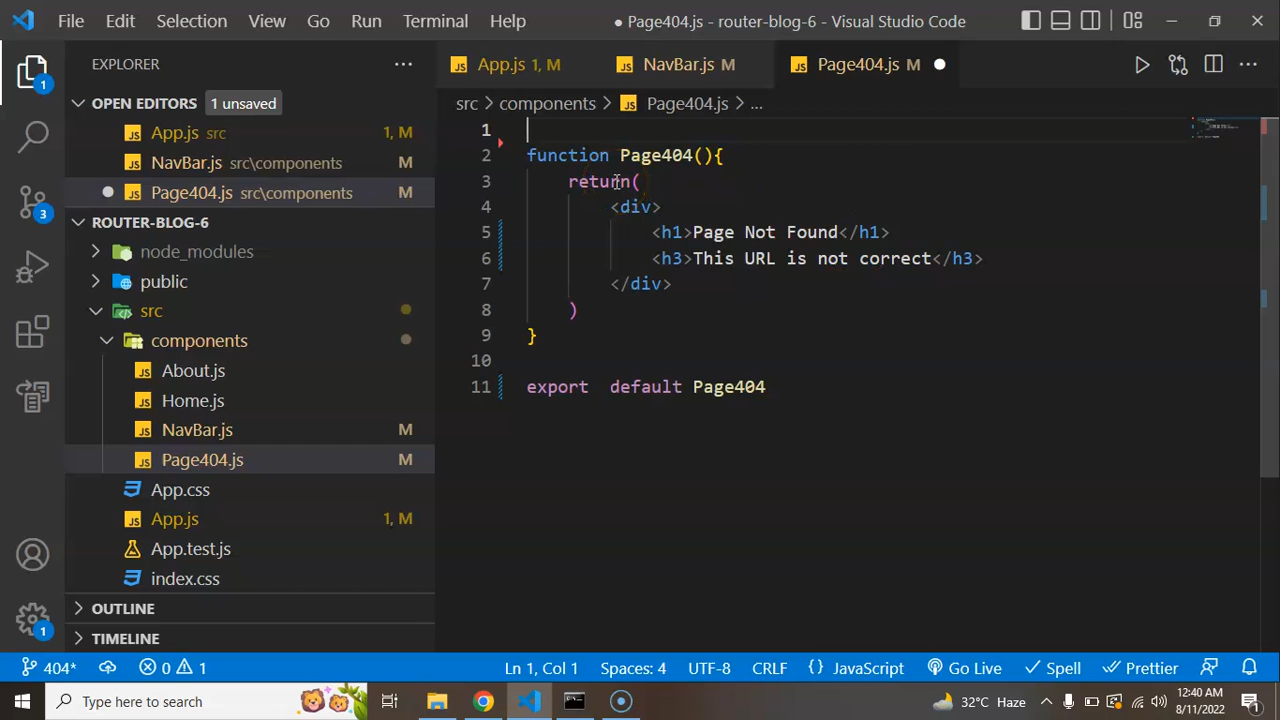 File Edit Selection View Go Run Terminal Help ● Page404.js - router-blog-6 - Visual Studio Code
EXPLORER
App.js 1, M
NavBar.js M
Page404.js M
OPEN EDITORS 1 unsaved
App.js src 1, M
NavBar.js src\components M
Page404.js src\components M
ROUTER-BLOG-6
node_modules
public
src
components
About.js
Home.js
NavBar.js M
Page404.js M
App.css
App.js 1, M
App.test.js
index.css
OUTLINE
TIMELINE
1
3
1
src > components > Page404.js > ...
1
2 function Page404(){
3 return(
4 <div>
5 <h1>Page Not Found</h1>
6 <h3>This URL is not correct</h3>
7 </div>
8 )
9 }
10
11 export default Page404
404* 0 1 Ln 1, Col 1 Spaces: 4 UTF-8 CRLF {} JavaScript Go Live Spell Prettier
Type here to search
32°C Haze
12:40 AM
8/11/2022
1